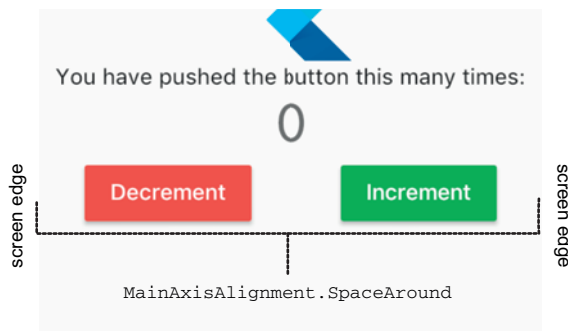 You have pushed the button this many times:
0
Decrement
Increment
screen edge
screen edge
MainAxisAlignment.SpaceAround